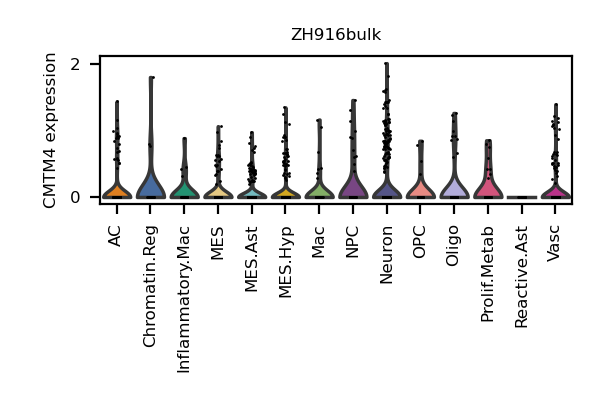 ZH916bulk
CMTM4 expression
2
0
AC
Chromatin.Reg
Inflammatory.Mac
MES
MES.Ast
MES.Hyp
Mac
NPC
Neuron
OPC
Oligo
Prolif.Metab
Reactive.Ast
Vasc